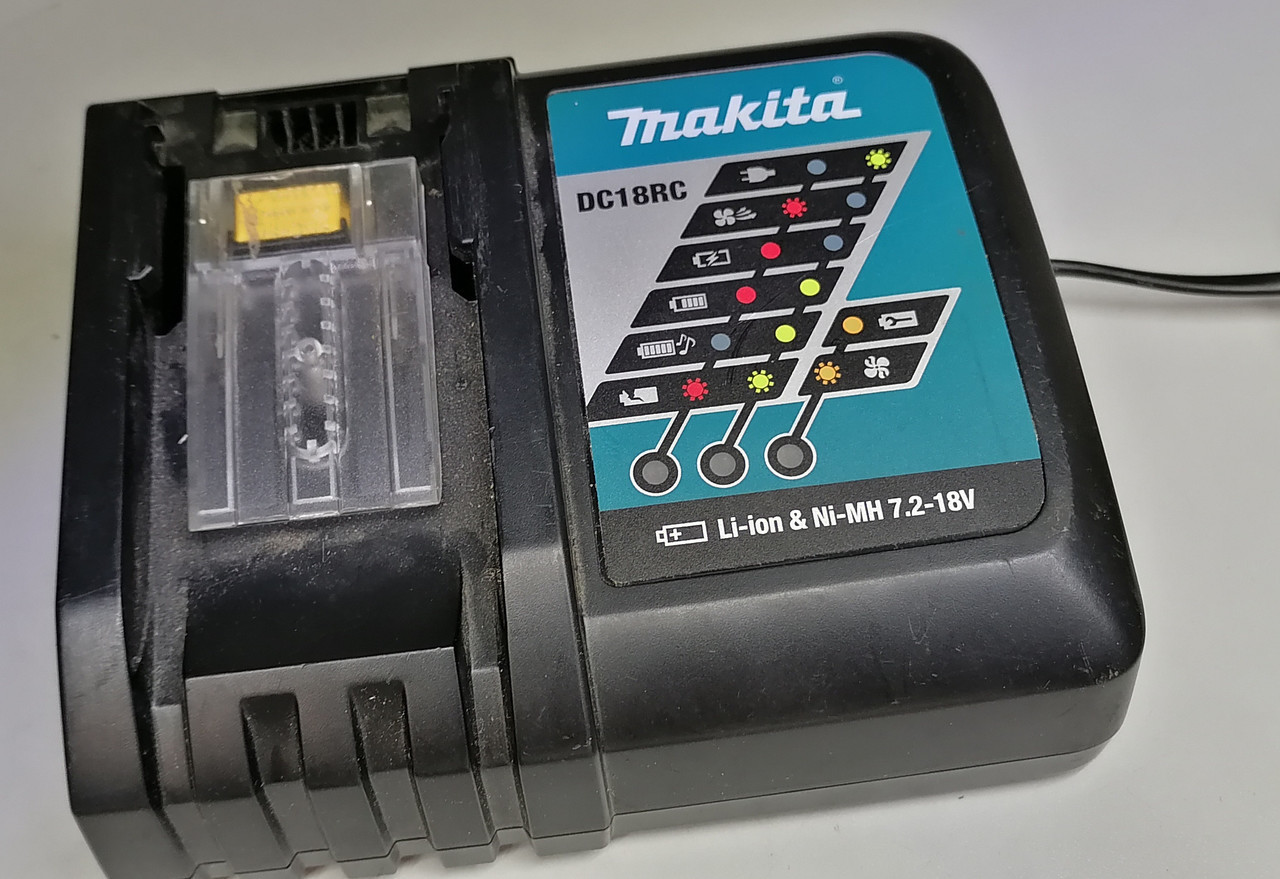 makita®
DC18RC
Li-ion & Ni-MH 7.2-18V